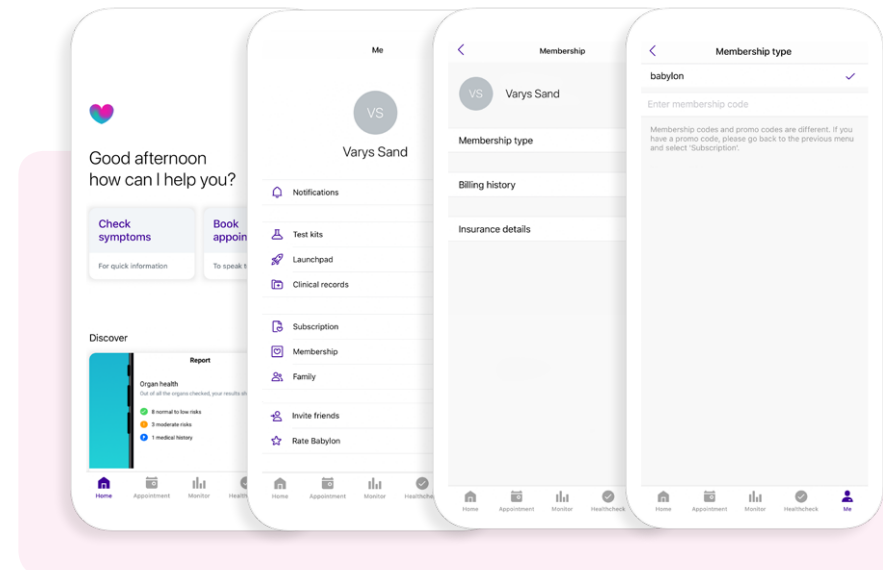 Good afternoon
how can I help you?
Check
symptoms
For quick information
Book
To speak
Discover
Report
Organ health
Out of all the organs checked, your results
8 normal to low risks
3 moderate risks
1 medical history
Home
Appointment
Monitor
Me
VS
Varys Sand
Notifications
Test kits
Launchpad
Clinical records
Subscription
Membership
Family
Invite friends
Rate Babylon
Home
Appointment
Monitor
Membership
VS
Varys Sand
Membership type
Billing history
Insurance details
Home
Appointment
Monitor
Healthcheck
Membership type
babylon
Enter membership code
Membership codes and promo codes are different. If you
have a promo code, please go back to the previous menu
and select 'Subscription'.
Home
Appointment
Monitor
Healthcheck
Me